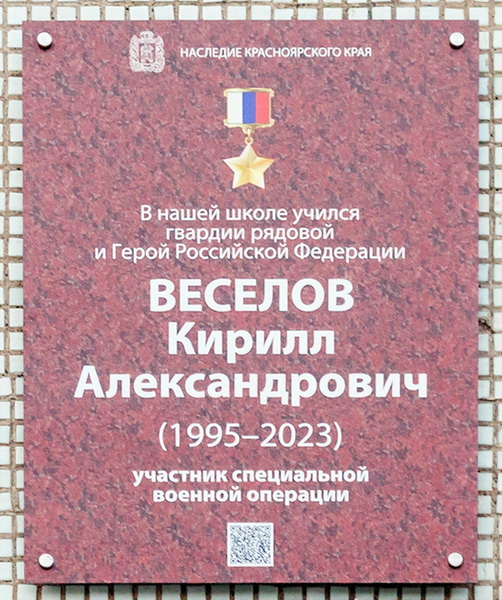 НАСЛЕДИЕ КРАСНОЯРСКОГО КРАЯ
В нашей школе учился
гвардии рядовой
и Герой Российской Федерации
ВЕСЕЛОВ
Кирилл
Александрович
(1995–2023)
участник специальной
военной операции